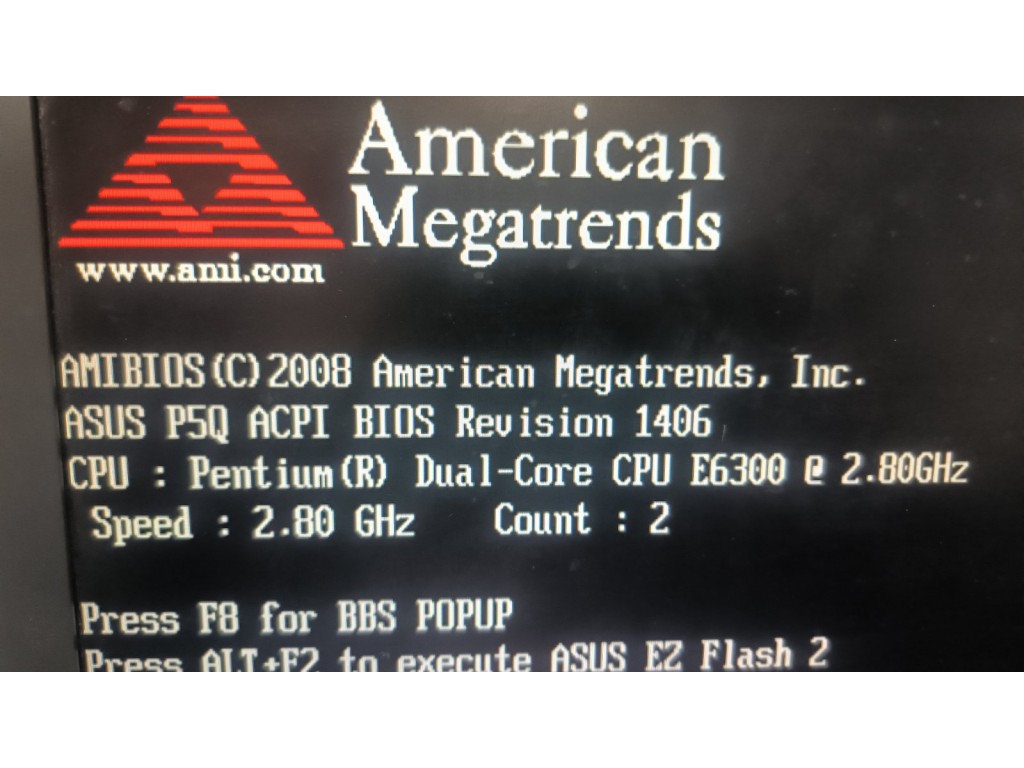 American
Megatrends
www.ami.com
AMIBIOS(C)2008 American Megatrends, Inc.
ASUS P5Q ACPI BIOS Revision 1406
CPU : Pentium(R) Dual-Core CPU E6300 @ 2.80GHz
Speed : 2.80 GHz Count : 2
Press F8 for BBS POPUP
Press ALT+F2 to execute ASUS EZ Flash 2